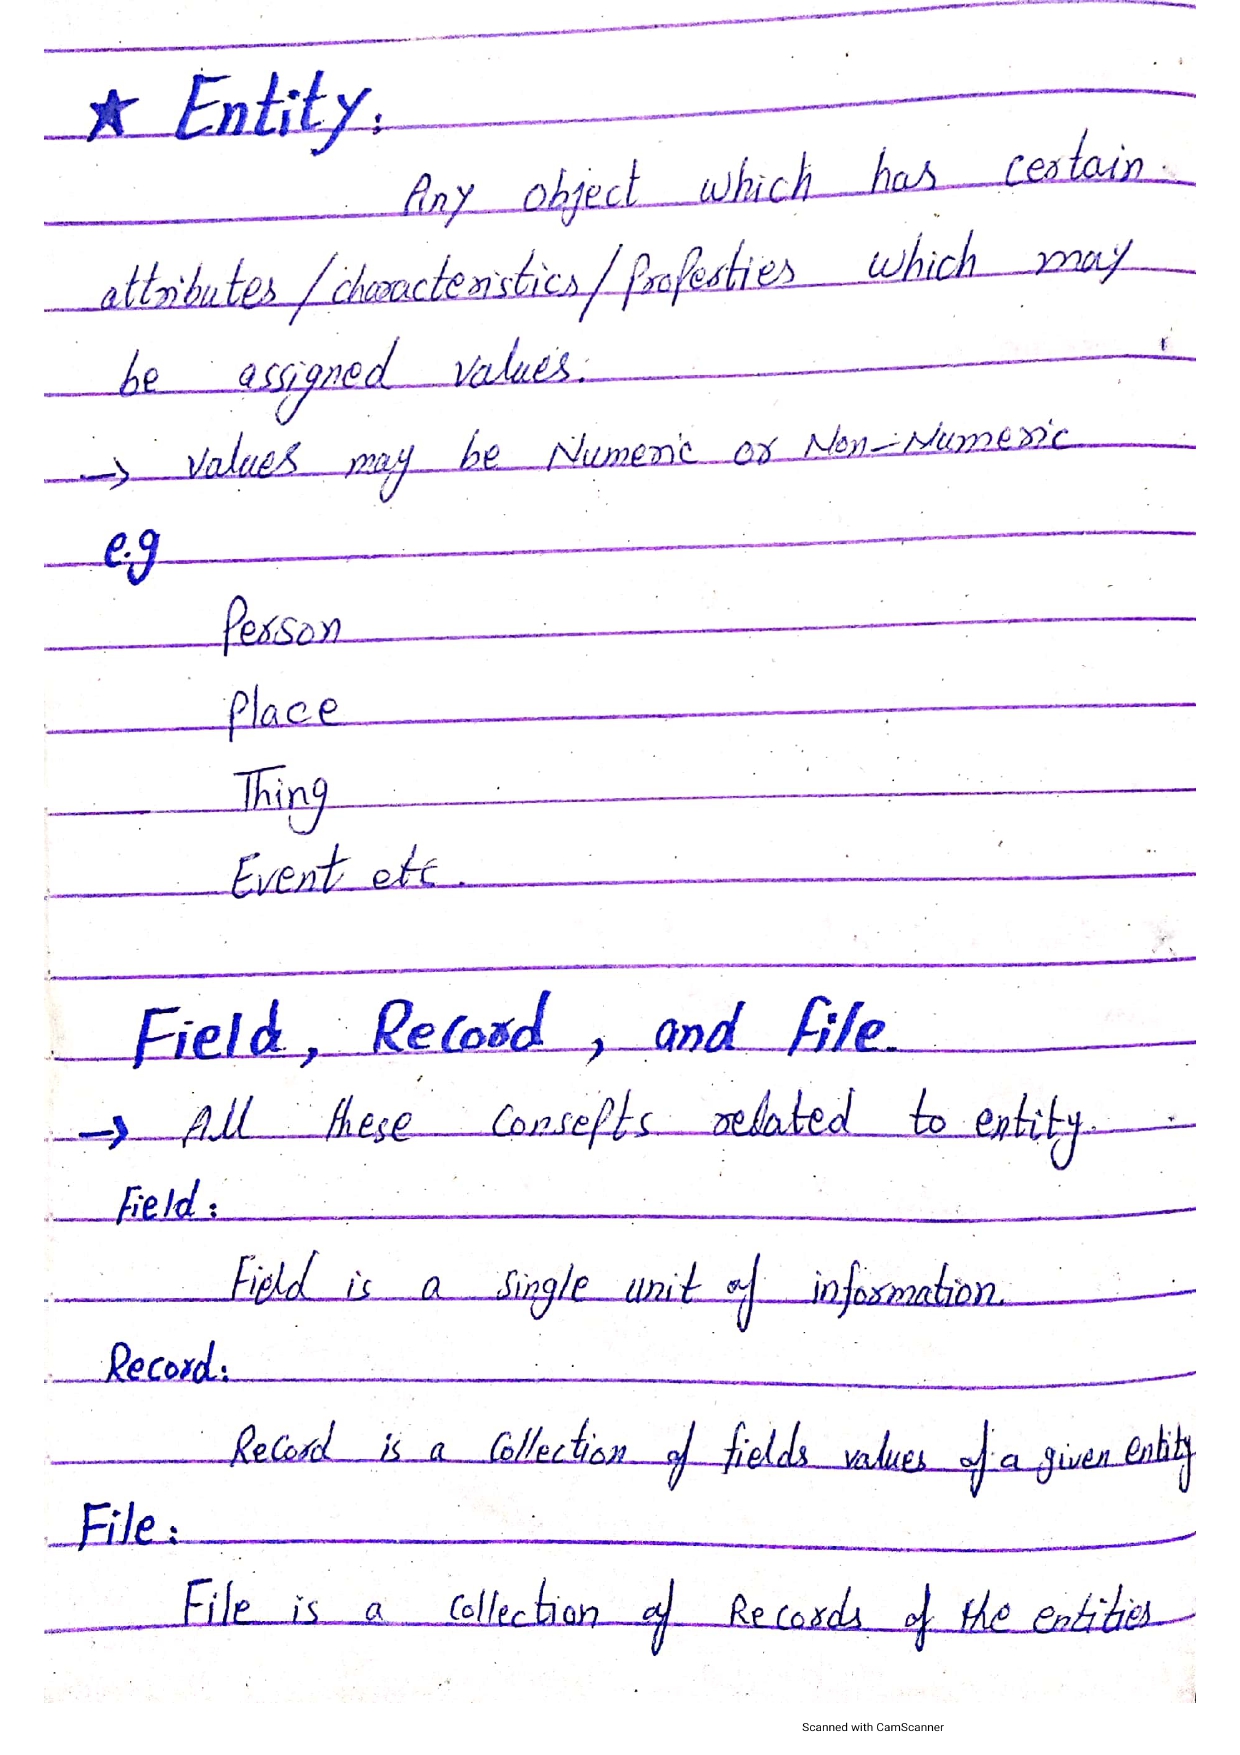 ★ Entity:
Any object which has certain
attributes/characteristics/Properties which may
be assigned values.
→ Values may be Numeric or Non-Numeric
e.g
Person
Place
Thing
Event etc.
Field, Record, and File.
→ All these consepts related to entity.
Field:
Field is a single unit of information.
Record:
Record is a collection of fields values of a given entity
File:
File is a collection of Records of the entities
Scanned with CamScanner